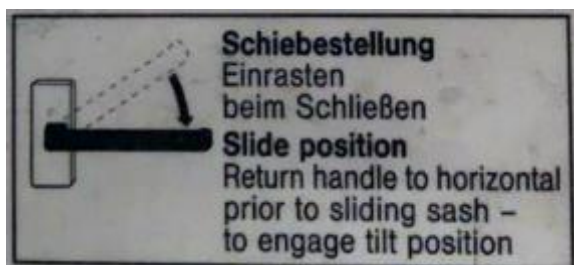 Schiebestellung
Einrasten
beim Schließen
Slide position
Return handle to horizontal
prior to sliding sash –
to engage tilt position